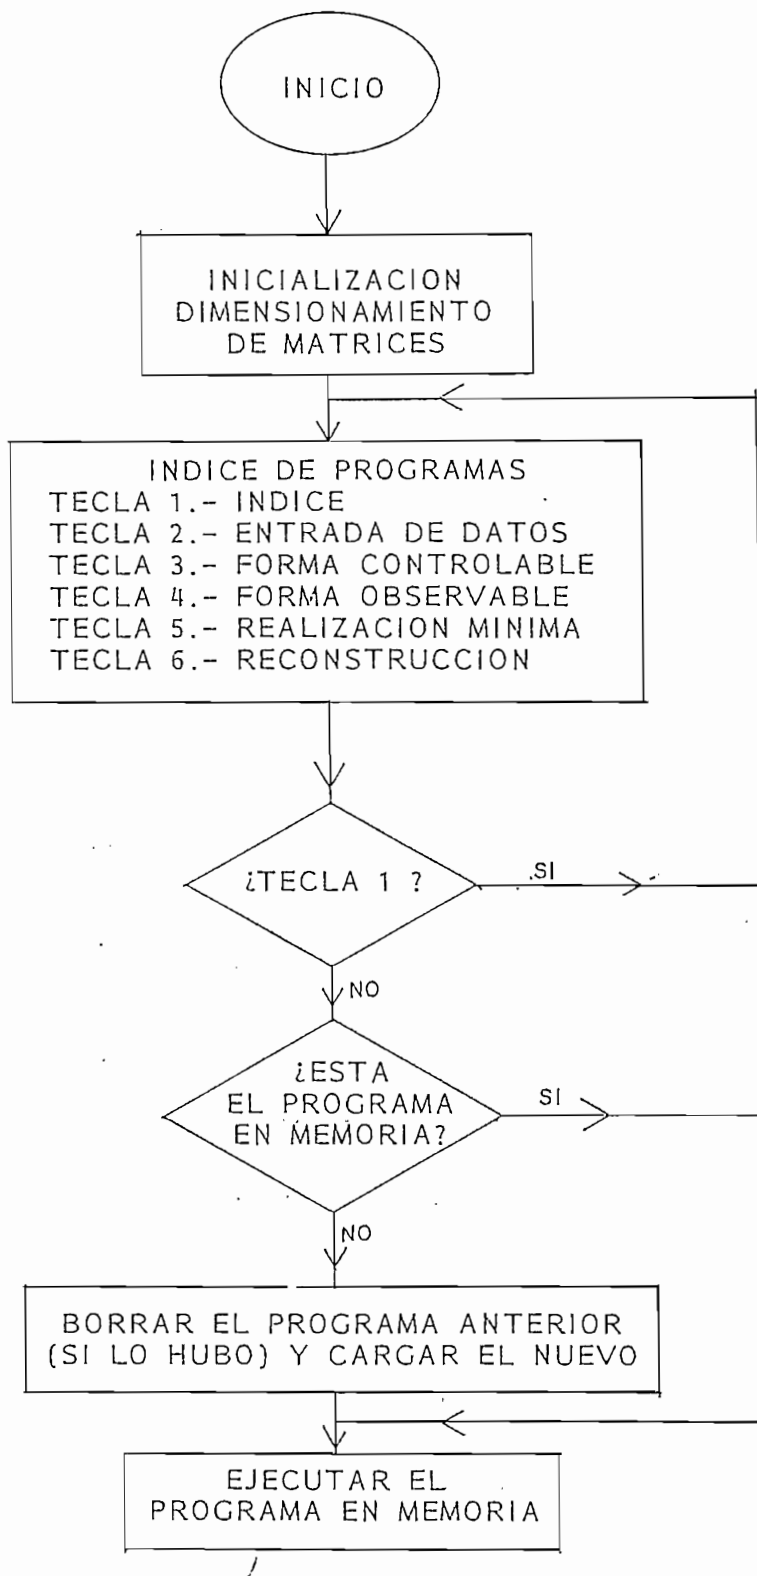 INICIO
INICIALIZACION
DIMENSIONAMIENTO
DE MATRICES
INDICE DE PROGRAMAS
TECLA 1.- INDICE
TECLA 2.- ENTRADA DE DATOS
TECLA 3.- FORMA CONTROLABLE
TECLA 4.- FORMA OBSERVABLE
TECLA 5.- REALIZACION MINIMA
TECLA 6.- RECONSTRUCCION
¿TECLA 1 ?
SI
NO
¿ESTA
EL PROGRAMA
EN MEMORIA?
SI
NO
BORRAR EL PROGRAMA ANTERIOR
(SI LO HUBO) Y CARGAR EL NUEVO
EJECUTAR EL
PROGRAMA EN MEMORIA